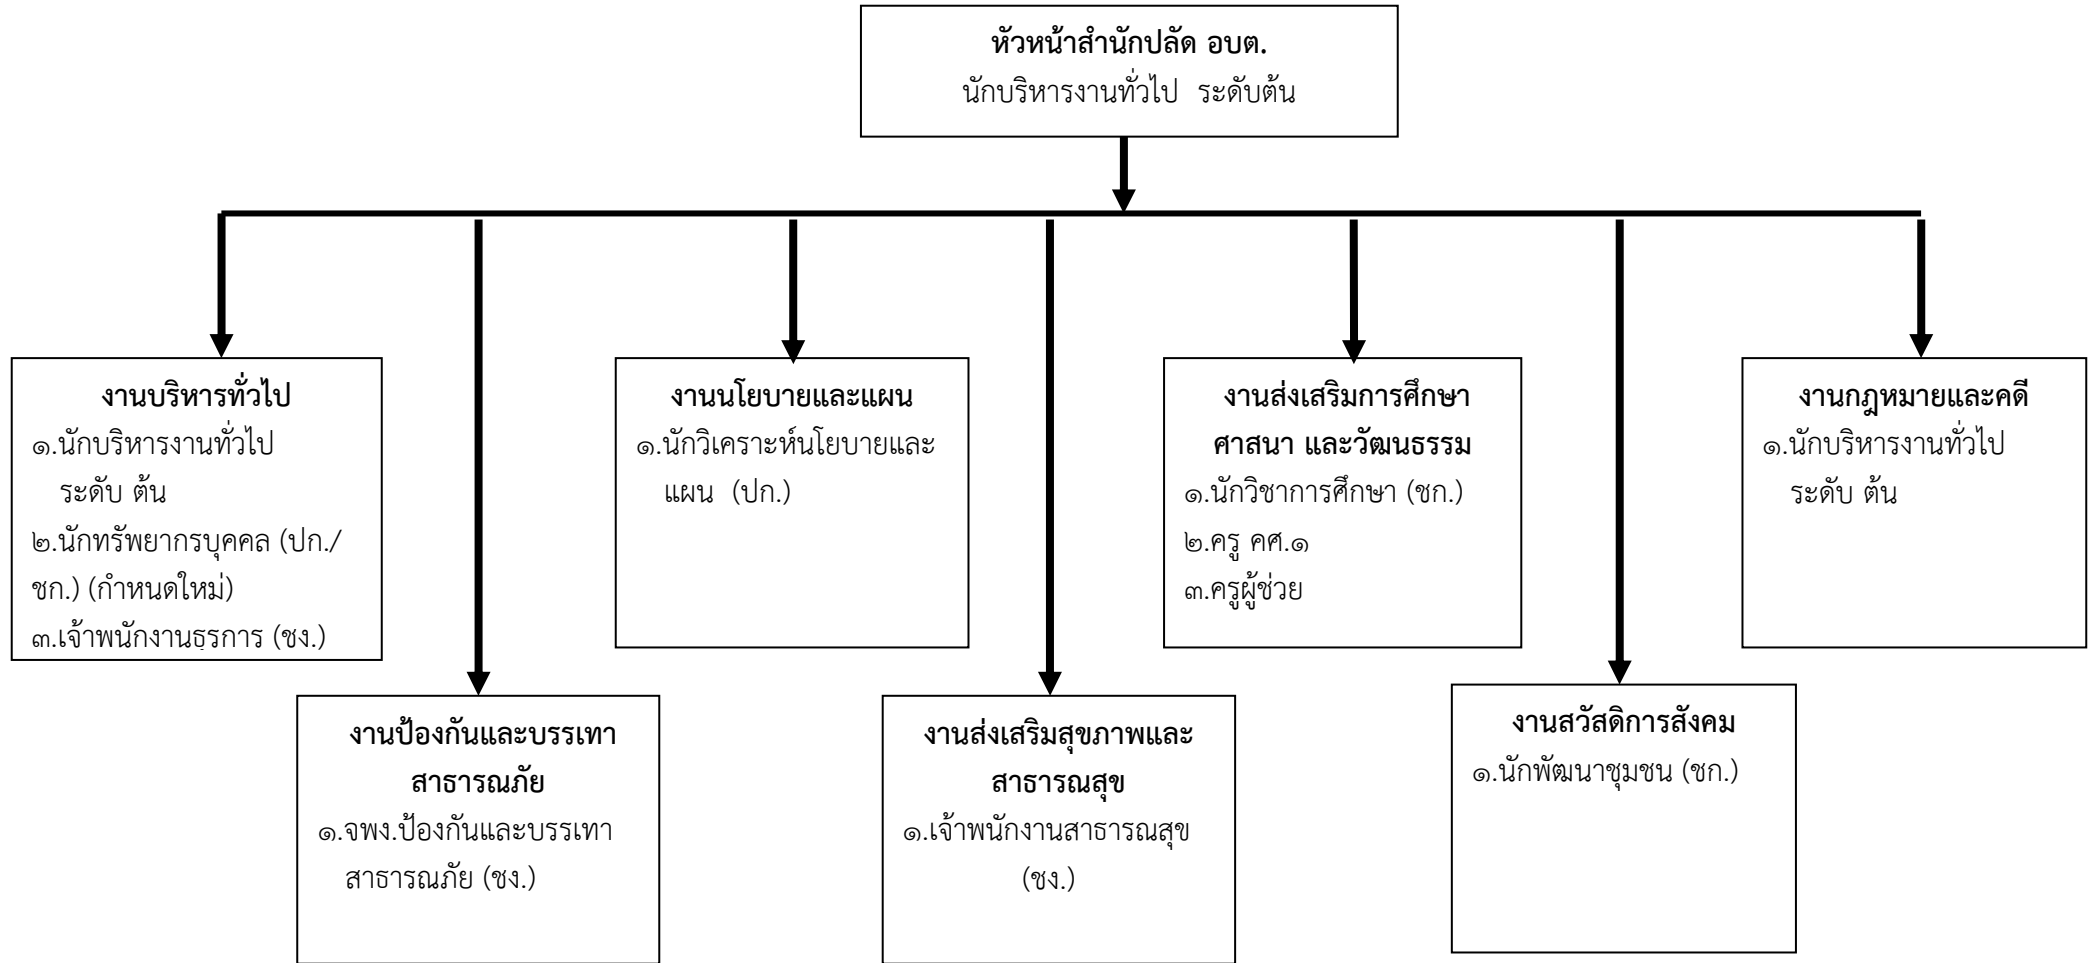 หัวหน้าสำนักปลัด อบต.
นักบริหารงานทั่วไป ระดับต้น
งานบริหารทั่วไป
๑.นักบริหารงานทั่วไป
ระดับ ต้น
๒.นักทรัพยากรบุคคล (ปก./
ชก.) (กำหนดใหม่)
๓.เจ้าพนักงานธุรการ (ชง.)
งานนโยบายและแผน
๑.นักวิเคราะห์นโยบายและ
แผน (ปก.)
งานส่งเสริมการศึกษา
ศาสนา และวัฒนธรรม
๑.นักวิชาการศึกษา (ชก.)
๒.ครู คศ.๑
๓.ครูผู้ช่วย
งานกฎหมายและคดี
๑.นักบริหารงานทั่วไป
ระดับ ต้น
งานป้องกันและบรรเทา
สาธารณภัย
๑.จพง.ป้องกันและบรรเทา
สาธารณภัย (ชง.)
งานส่งเสริมสุขภาพและ
สาธารณสุข
๑.เจ้าพนักงานสาธารณสุข
(ชง.)
งานสวัสดิการสังคม
๑.นักพัฒนาชุมชน (ชก.)